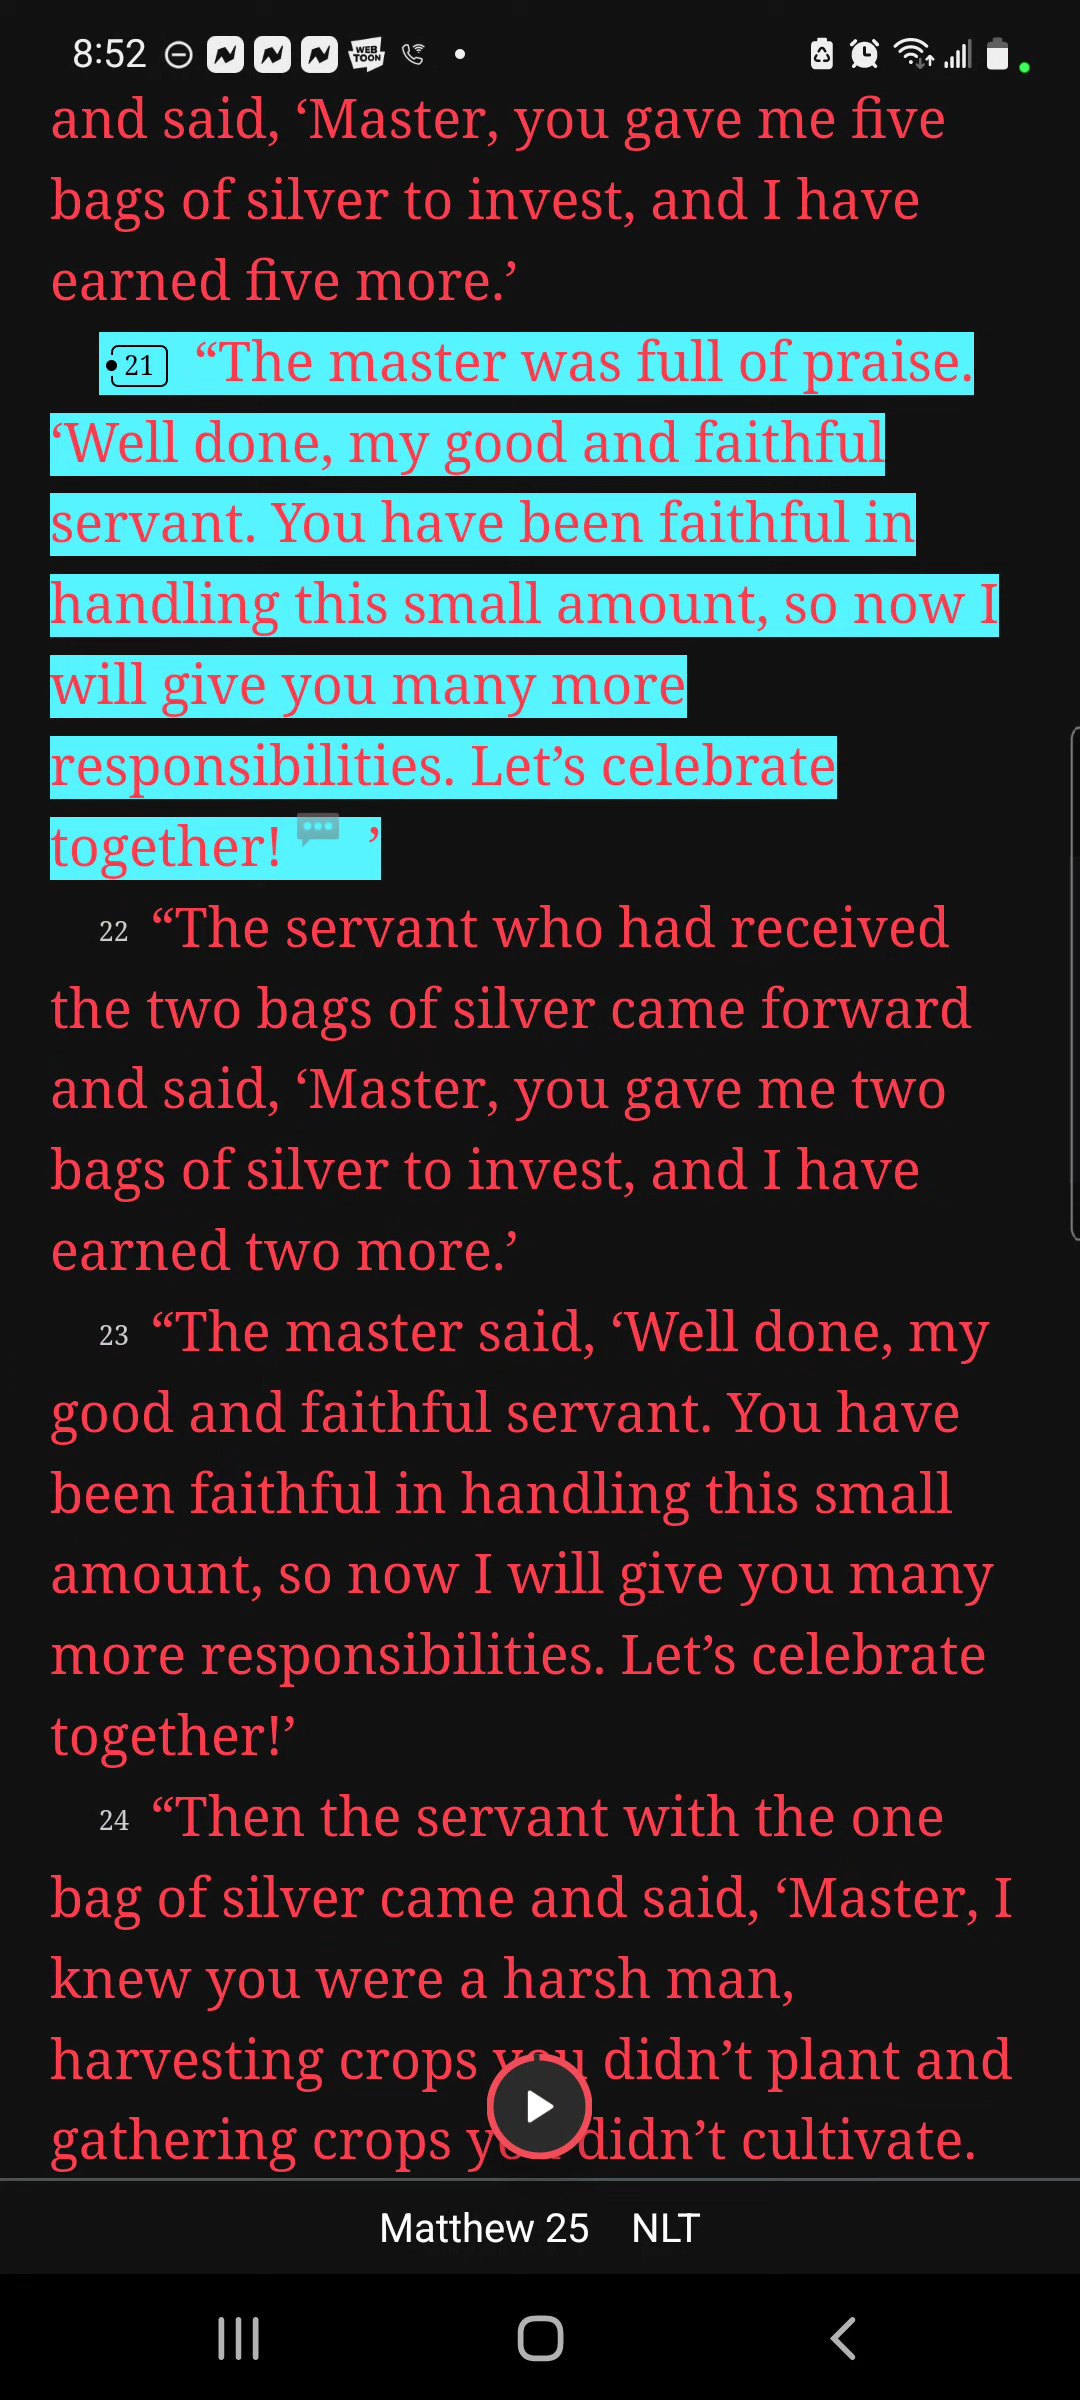 8:52
WEB
TOON
and said, ‘Master, you gave me five
bags of silver to invest, and I have
earned five more.’
21 “The master was full of praise.
‘Well done, my good and faithful
servant. You have been faithful in
handling this small amount, so now I
will give you many more
responsibilities. Let’s celebrate
together! ’
22 “The servant who had received
the two bags of silver came forward
and said, ‘Master, you gave me two
bags of silver to invest, and I have
earned two more.’
23 “The master said, ‘Well done, my
good and faithful servant. You have
been faithful in handling this small
amount, so now I will give you many
more responsibilities. Let’s celebrate
together!’
24 “Then the servant with the one
bag of silver came and said, ‘Master, I
knew you were a harsh man,
harvesting crops you didn’t plant and
gathering crops you didn’t cultivate.
Matthew 25 NLT